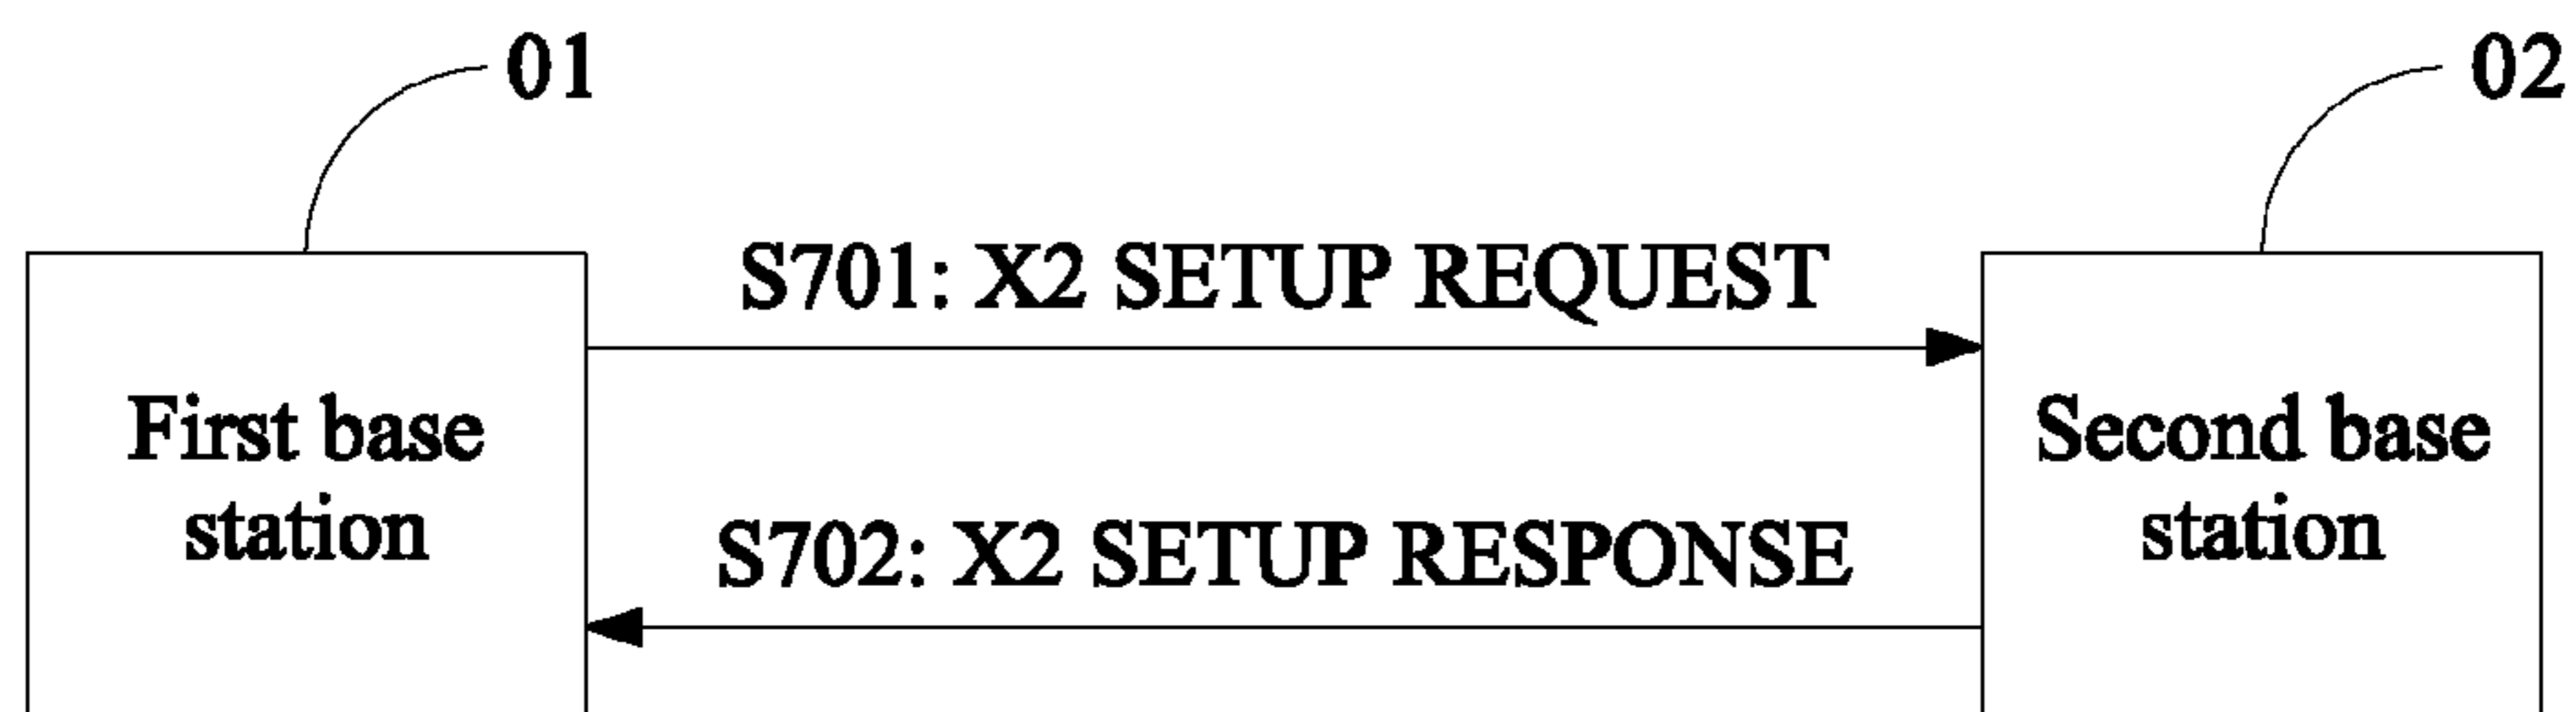 01
02
S701: X2 SETUP REQUEST
First base
station
Second base
station
S702: X2 SETUP RESPONSE